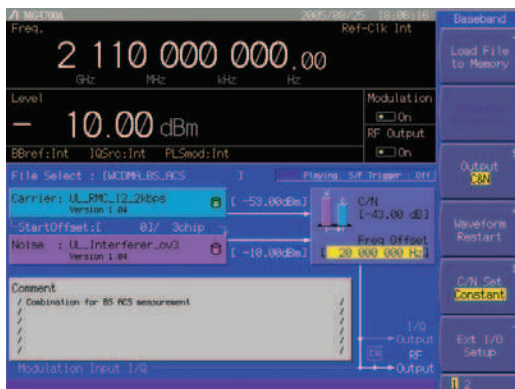 MG3700A 2005/08/25 18:06:16
Freq. Ref-Clk Int
2 110 000 000.00
GHz MHz kHz Hz
Level
- 10.00 dBm
Modulation
On
RF Output
On
BBref:Int IQSrc:Int PLSmod:Int
File Select : [WCDMA_BS_ACS ] Playing S/F Trigger : Off
Carrier: UL_RMC_12_2kbps
Version 1.04
[ -53.00dBm]
StartOffset:[ 0]/ 3chip
Noise : UL_Interferer_ov3
Version 1.04
[ -10.00dBm]
C/N
[-43.00 dB]
Freq Offset
[ 20 000 000 Hz]
Comment
/ Combination for BS ACS measurement /
I/Q
Output
CW RF
Output
Modulation Input I/Q
Baseband
Load File
to Memory
Output
C&N
Waveform
Restart
C/N Set
Constant
Ext I/O
Setup
1 2